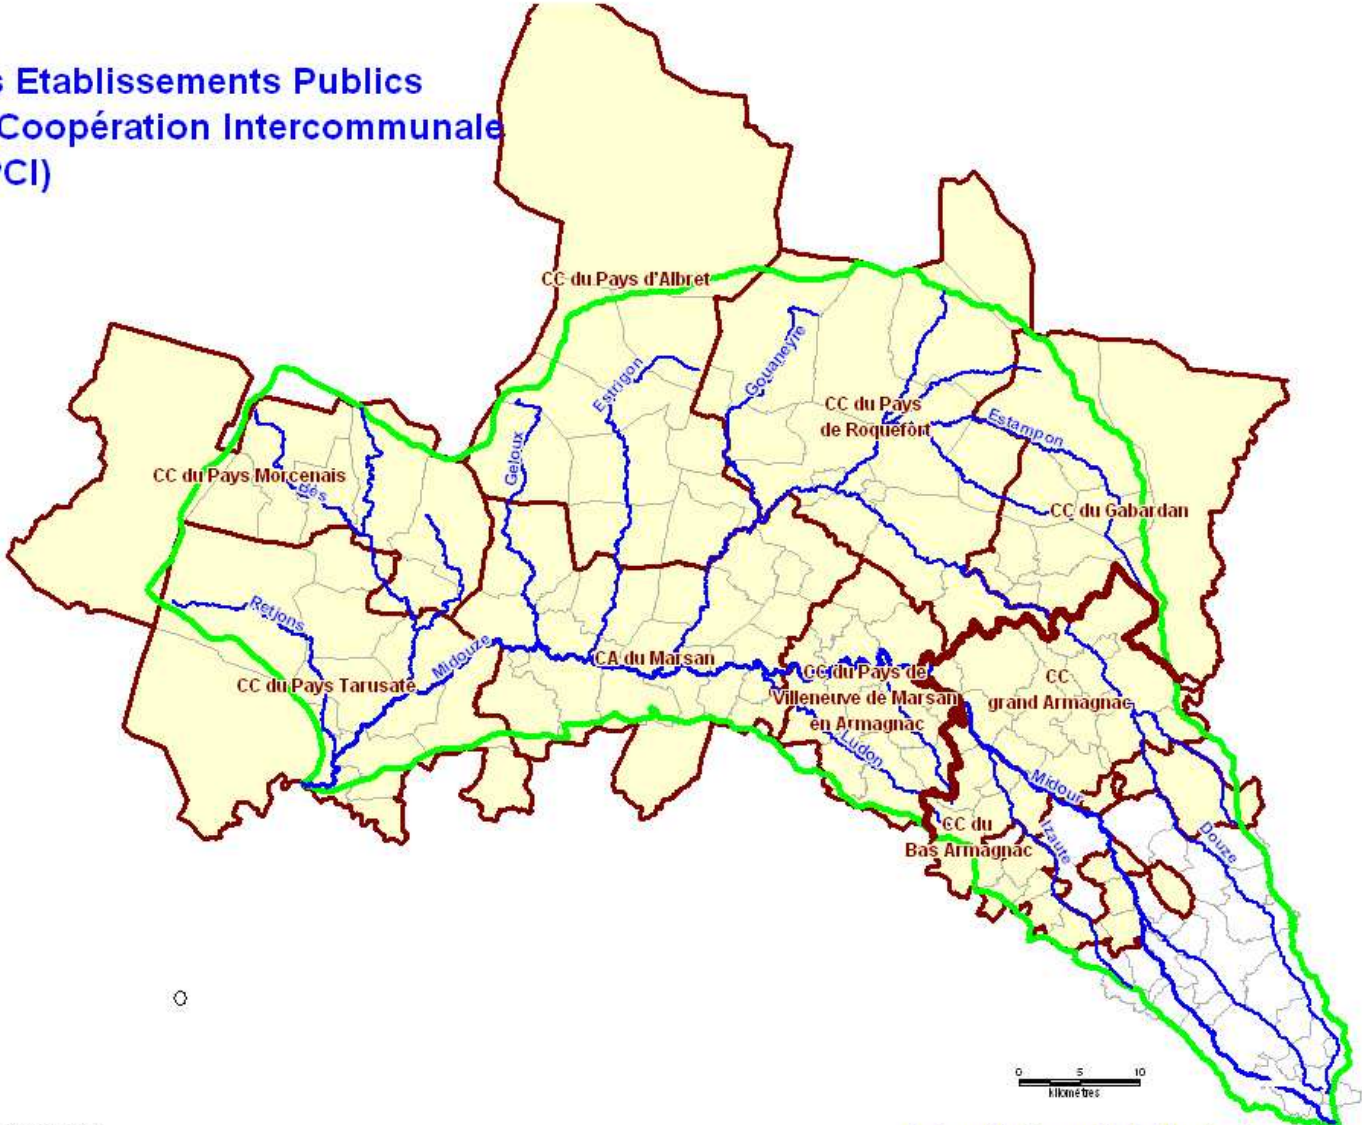 s Etablissements Publics
Coopération Intercommunale
PCI)
CC du Pays d'Albret
Gouaneyre
Estrigon
CC du Pays
de Roquefort
Estampon
Geloux
CC du Pays Morcenais
Bès
CC du Gabardan
Retjons
Midouze
CA du Marsan
CC du Pays Tarusate
CC du Pays de
Villeneuve de Marsan
en Armagnac
CC
grand Armagnac
Ludon
Midour
CC du
Bas Armagnac
Izaute
Douze
0 5 10
kilomètres